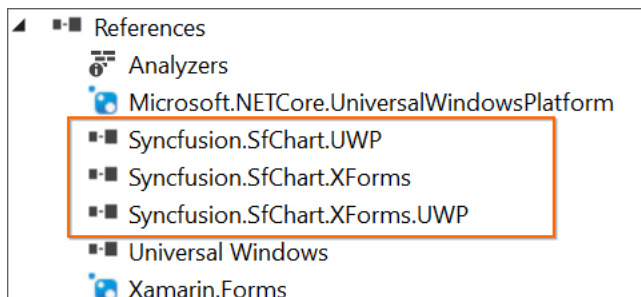 References
Analyzers
Microsoft.NETCore.UniversalWindowsPlatform
Syncfusion.SfChart.UWP
Syncfusion.SfChart.XForms
Syncfusion.SfChart.XForms.UWP
Universal Windows
Xamarin.Forms